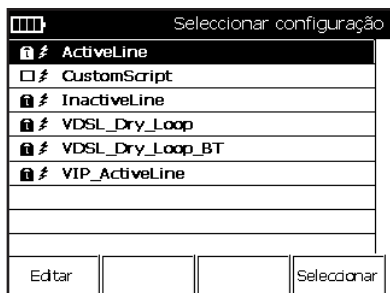 Seleccionar configuração
ActiveLine
CustomScript
InactiveLine
VDSL_Dry_Loop
VDSL_Dry_Loop_BT
VIP_ActiveLine
Editar Seleccionar